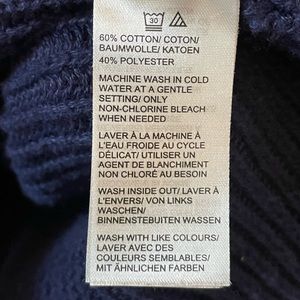 30
60% COTTON/ COTON/
BAUMWOLLE/ KATOEN
40% POLYESTER
MACHINE WASH IN COLD
WATER AT A GENTLE
SETTING/ ONLY
NON-CHLORINE BLEACH
WHEN NEEDED
LAVER À LA MACHINE À
L'EAU FROIDE AU CYCLE
DÉLICAT/ UTILISER UN
AGENT DE BLANCHIMENT
NON CHLORÉ AU BESOIN
WASH INSIDE OUT/ LAVER À
L'ENVERS/ VON LINKS
WASCHEN/
BINNENSTEBUITEN WASSEN
WASH WITH LIKE COLOURS/
LAVER AVEC DES
COULEURS SEMBLABLES/
MIT ÄHNLICHEN FARBEN